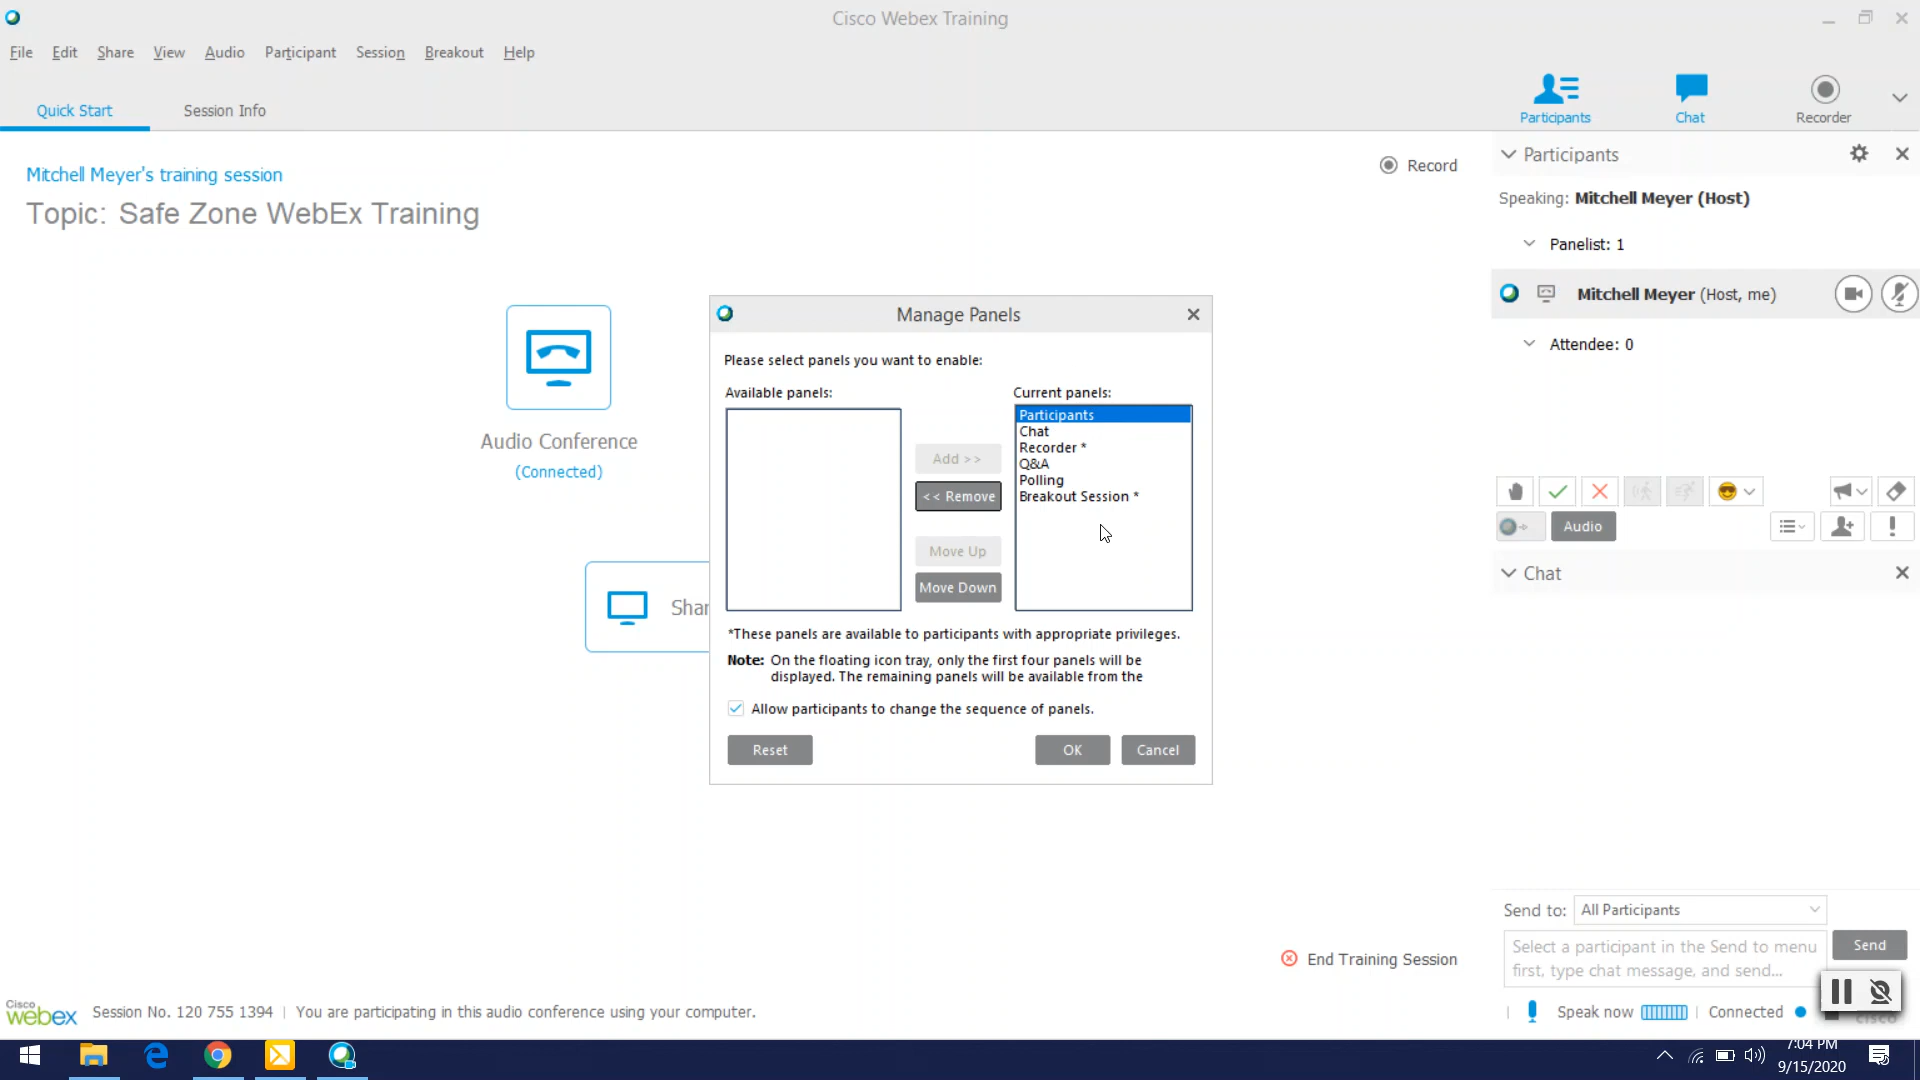 Cisco Webex Training
File Edit Share View Audio Participant Session Breakout Help
Participants Chat Recorder
Quick Start Session Info
Mitchell Meyer's training session
Topic: Safe Zone WebEx Training
Record
Participants
Speaking: Mitchell Meyer (Host)
Panelist: 1
Mitchell Meyer (Host, me)
Attendee: 0
Audio Conference
(Connected)
Manage Panels
Please select panels you want to enable:
Available panels:
Current panels:
Participants
Chat
Recorder *
Q&A
Polling
Breakout Session *
Add >>
<< Remove
Move Up
Move Down
*These panels are available to participants with appropriate privileges.
Note: On the floating icon tray, only the first four panels will be
displayed. The remaining panels will be available from the
Allow participants to change the sequence of panels.
Reset OK Cancel
Audio
Chat
Send to: All Participants
Select a participant in the Send to menu
first, type chat message, and send...
Send
End Training Session
Cisco
webex
Session No. 120 755 1394 | You are participating in this audio conference using your computer.
Speak now Connected
cisco
7:04 PM
9/15/2020